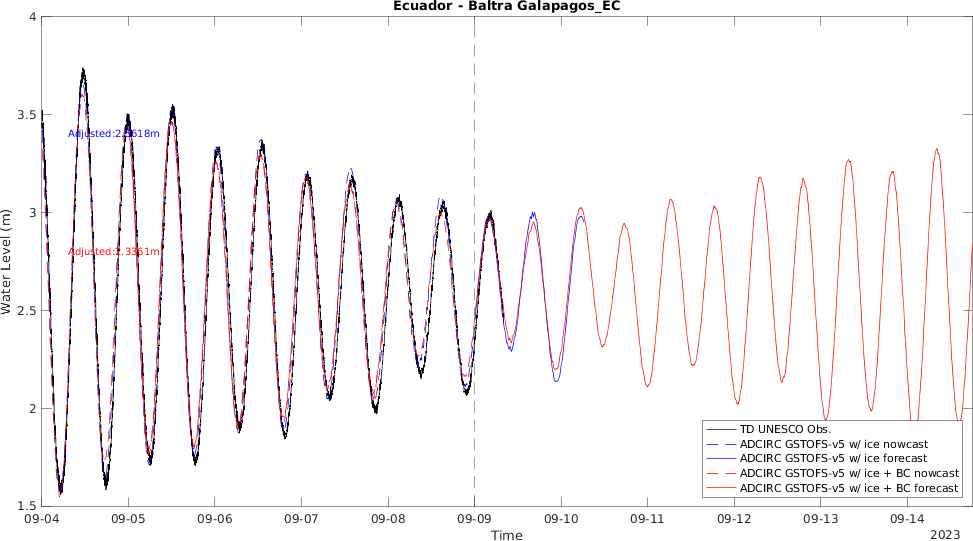 Ecuador - Baltra Galapagos_EC
4
3.5
3
2.5
2
1.5
Water Level (m)
Adjusted:2.3361m
TD UNESCO Obs.
ADCIRC GSTOFS-v5 w/ ice nowcast
ADCIRC GSTOFS-v5 w/ ice forecast
ADCIRC GSTOFS-v5 w/ ice + BC nowcast
ADCIRC GSTOFS-v5 w/ ice + BC forecast
09-04 09-05 09-06 09-07 09-08 09-09 09-10 09-11 09-12 09-13 09-14
Time
2023